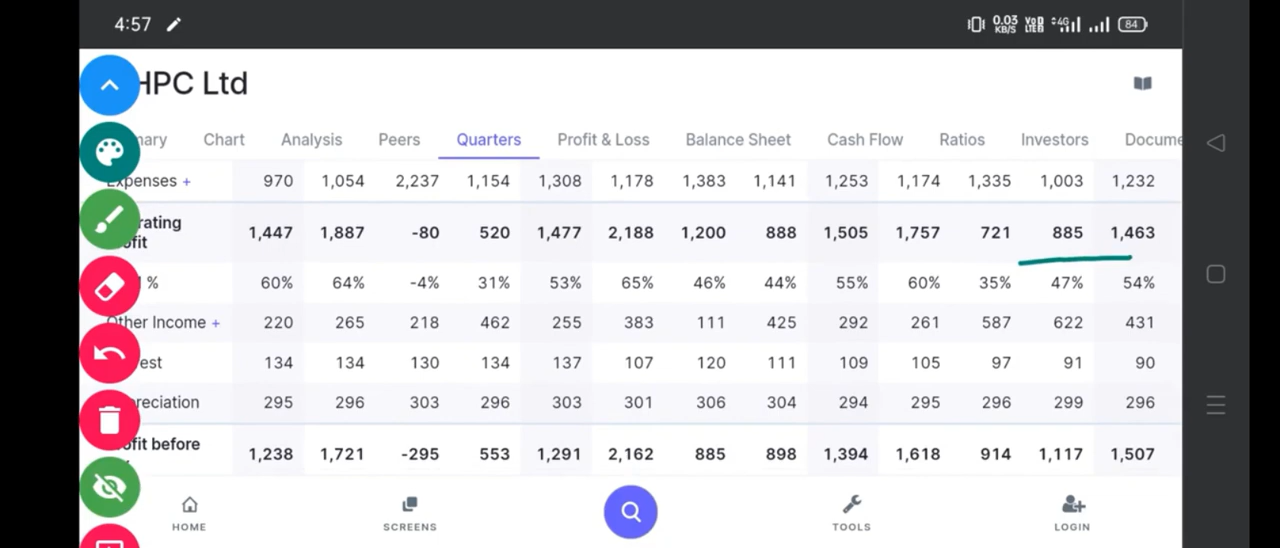 4:57 0.03 KB/S VoD LTE2 4G 84
HPC Ltd
nary Chart Analysis Peers Quarters Profit & Loss Balance Sheet Cash Flow Ratios Investors Docume
Expenses + 970 1,054 2,237 1,154 1,308 1,178 1,383 1,141 1,253 1,174 1,335 1,003 1,232
rating
ofit 1,447 1,887 -80 520 1,477 2,188 1,200 888 1,505 1,757 721 885 1,463
% 60% 64% -4% 31% 53% 65% 46% 44% 55% 60% 35% 47% 54%
Other Income + 220 265 218 462 255 383 111 425 292 261 587 622 431
est 134 134 130 134 137 107 120 111 109 105 97 91 90
reciation 295 296 303 296 303 301 306 304 294 295 296 299 296
ofit before 1,238 1,721 -295 553 1,291 2,162 885 898 1,394 1,618 914 1,117 1,507
HOME SCREENS TOOLS LOGIN